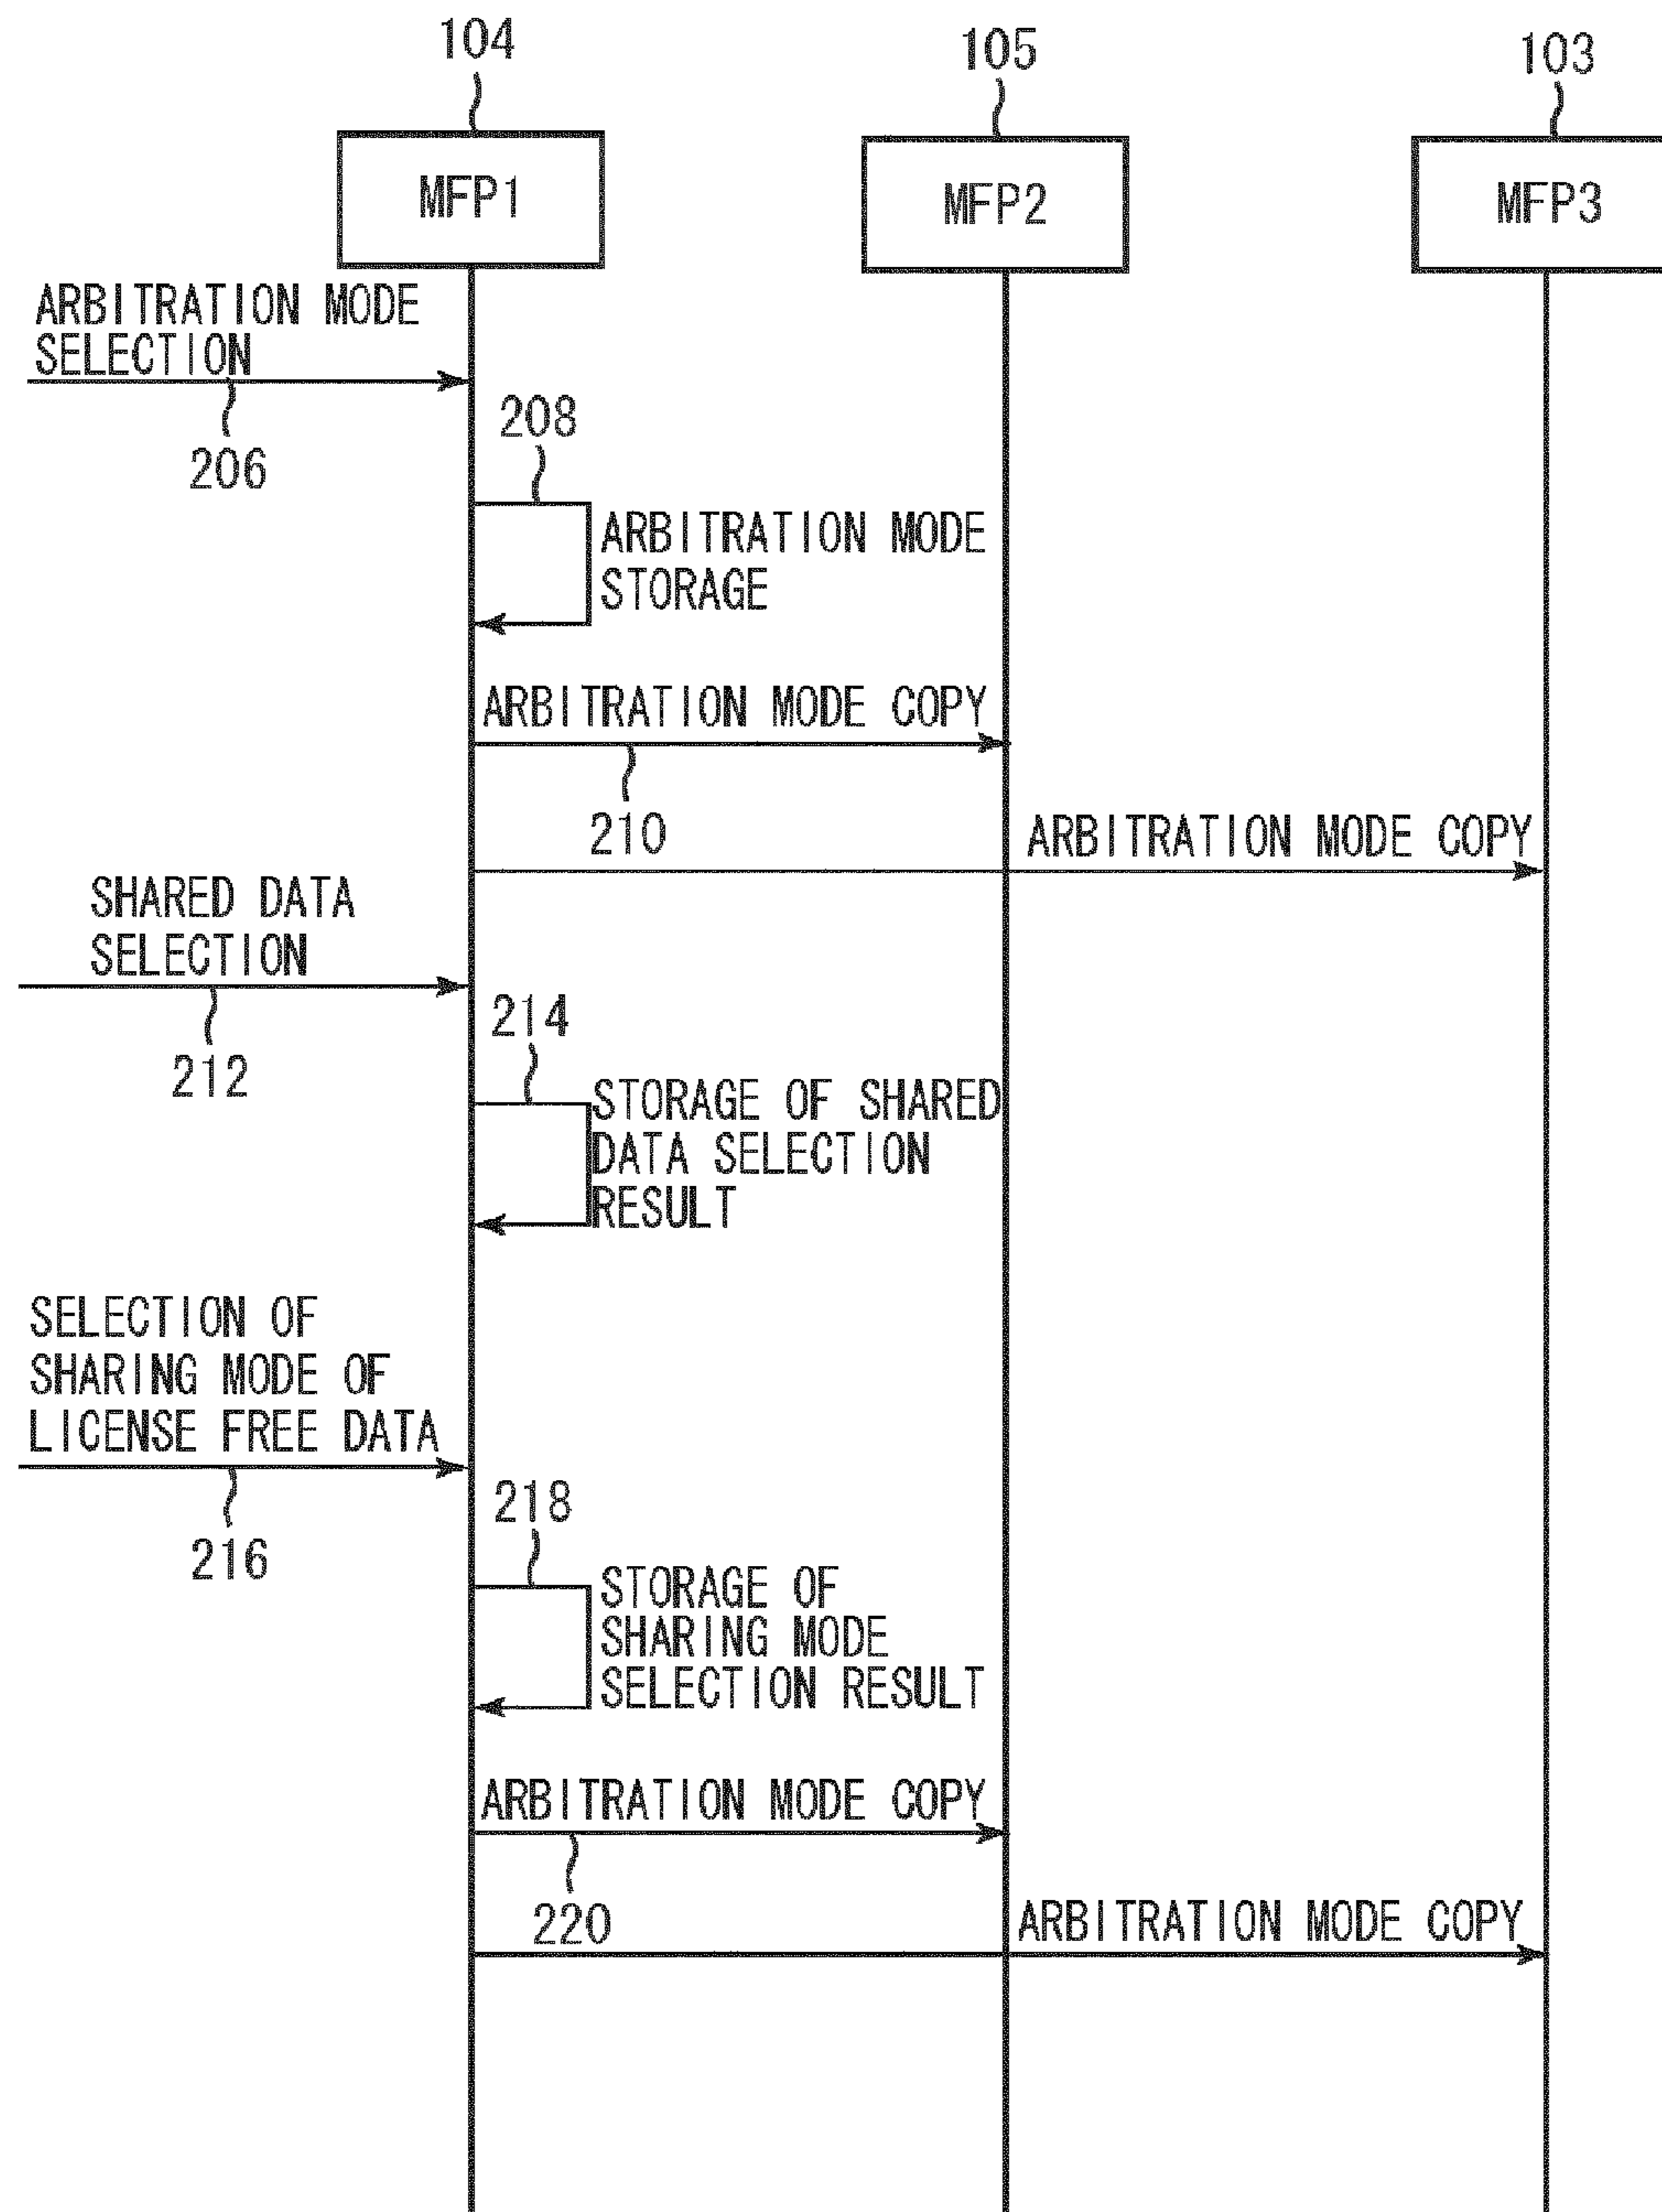 104
105
103
MFP1
MFP2
MFP3
ARBITRATION MODE
SELECTION
206
208
ARBITRATION MODE
STORAGE
ARBITRATION MODE COPY
210
ARBITRATION MODE COPY
SHARED DATA
SELECTION
212
214
STORAGE OF SHARED
DATA SELECTION
RESULT
SELECTION OF
SHARING MODE OF
LICENSE FREE DATA
216
218
STORAGE OF
SHARING MODE
SELECTION RESULT
ARBITRATION MODE COPY
220
ARBITRATION MODE COPY